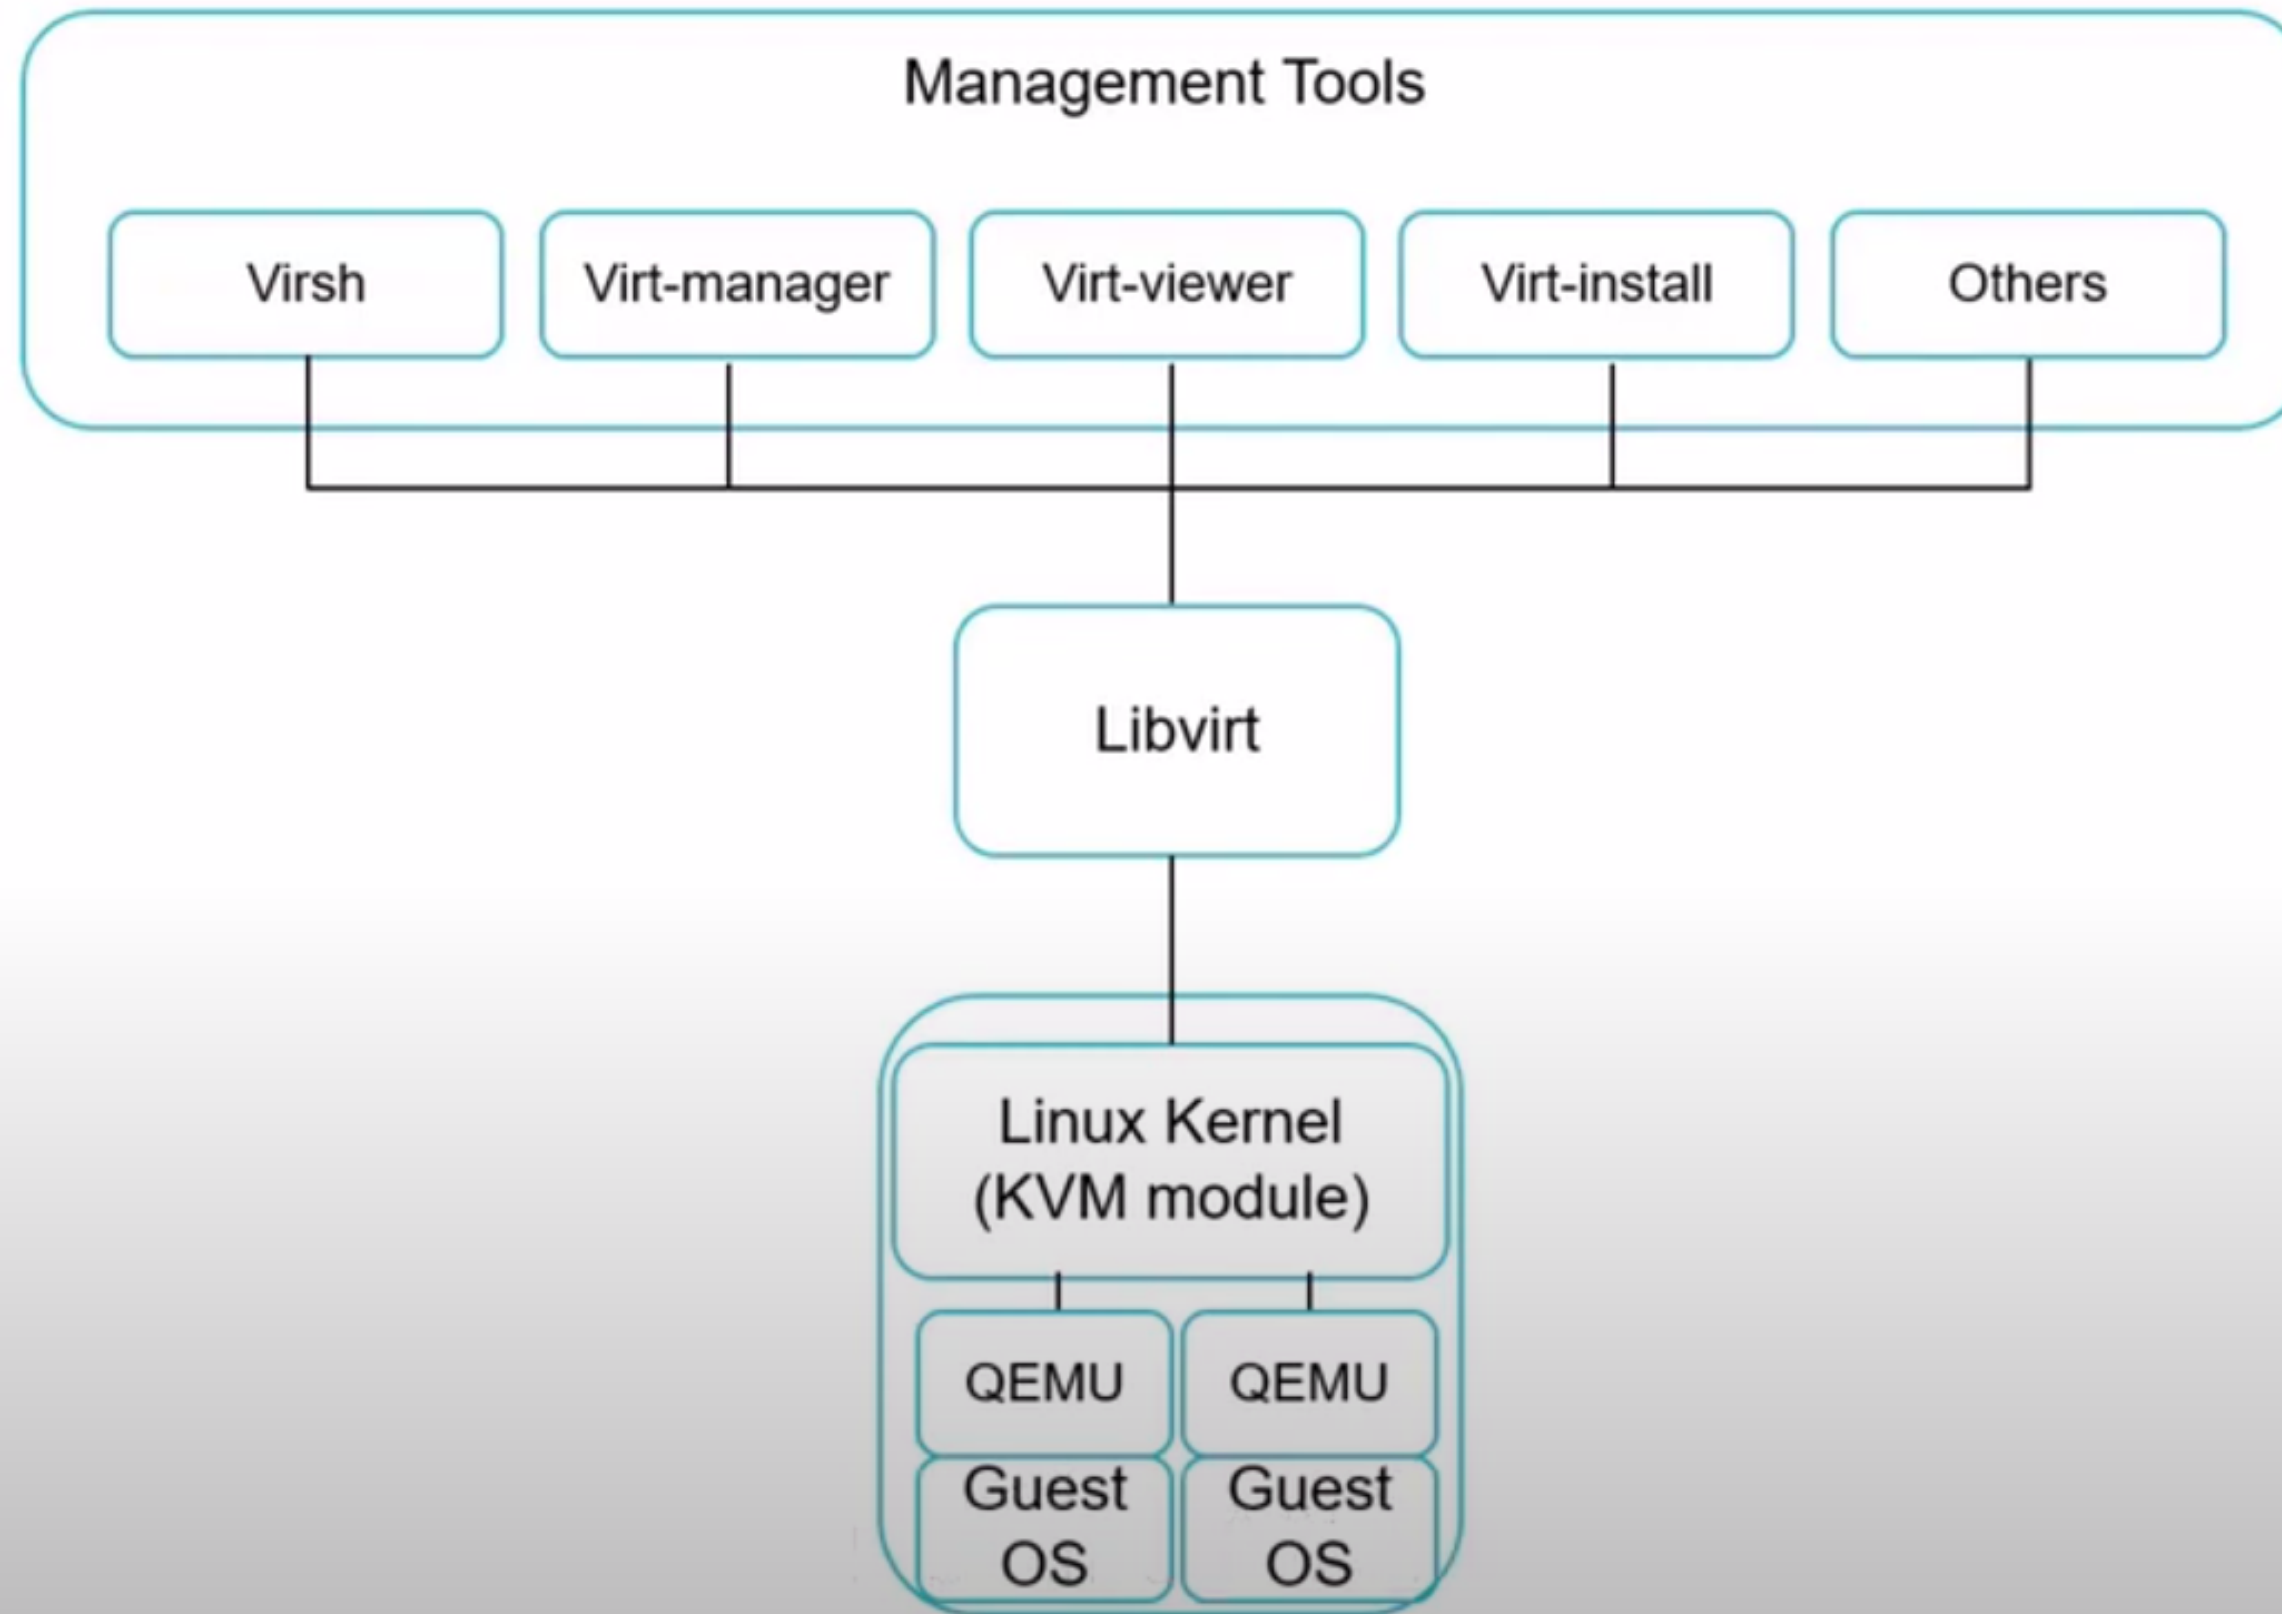 Management Tools
Virsh
Virt-manager
Virt-viewer
Virt-install
Others
Libvirt
Linux Kernel
(KVM module)
QEMU
QEMU
Guest
OS
Guest
OS